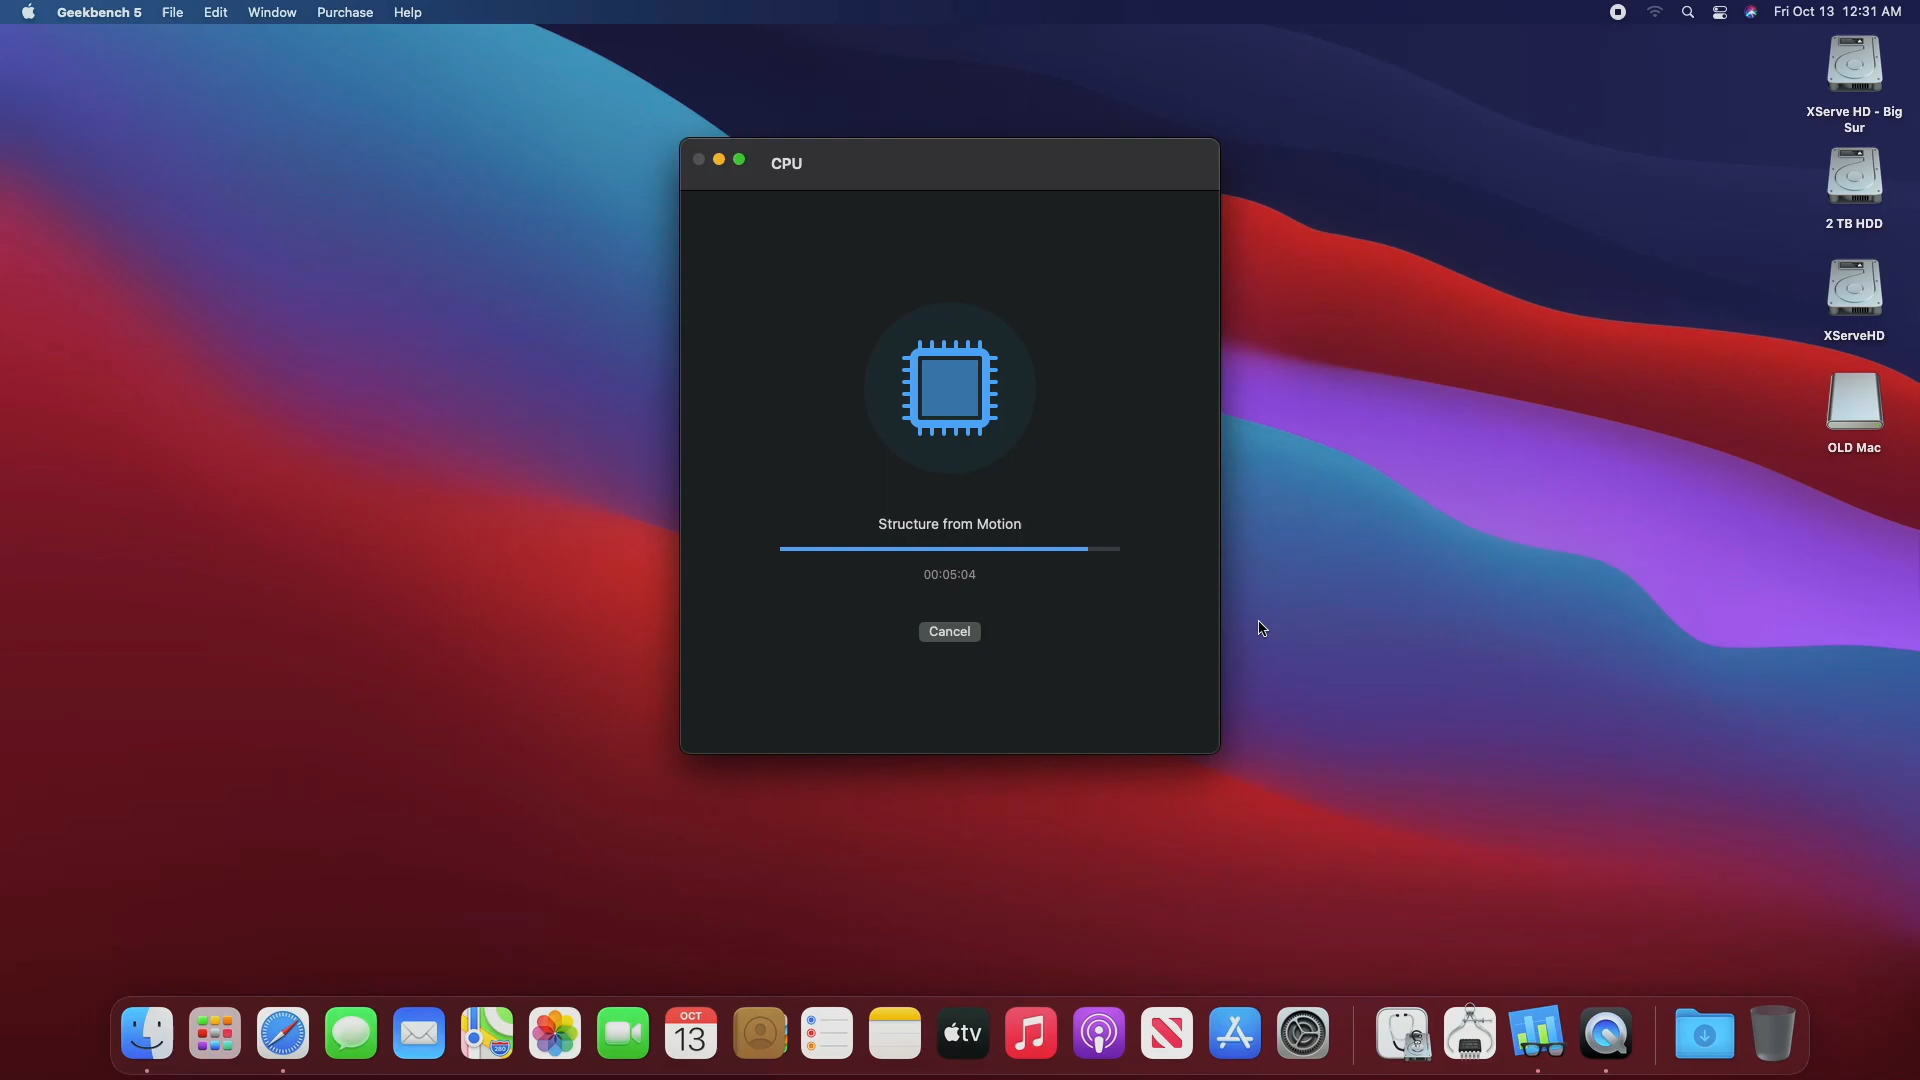 Geekbench 5 File Edit Window Purchase Help
Fri Oct 13 12:31 AM
XServe HD - Big
Sur
2 TB HDD
XServeHD
OLD Mac
CPU
Structure from Motion
00:05:04
Cancel
280
OCT
13
tv